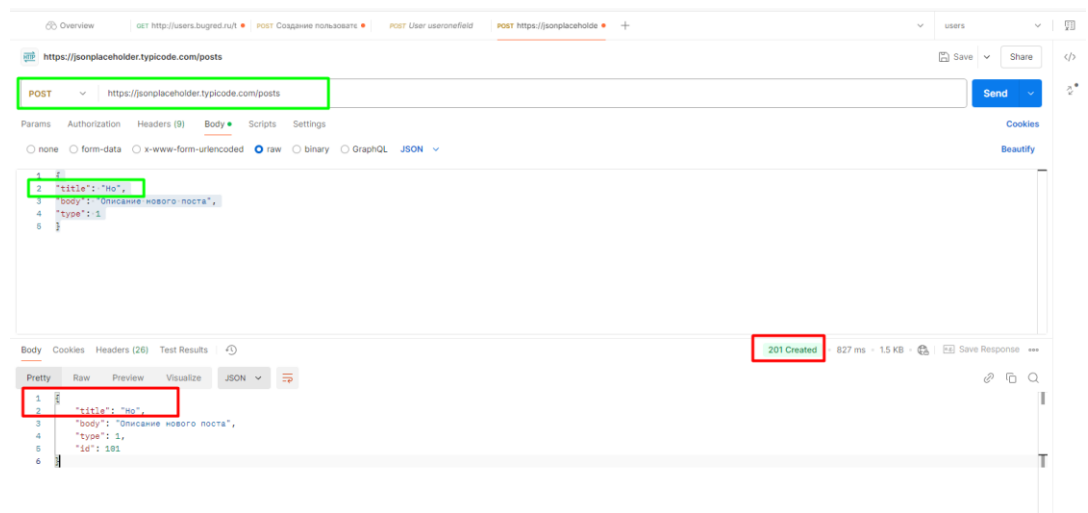 Overview GET http://users.bugred.ru/t POST Создание пользовате POST User useronefield POST https://jsonplaceholde + users
HTTP https://jsonplaceholder.typicode.com/posts Save Share
POST https://jsonplaceholder.typicode.com/posts Send
Params Authorization Headers (9) Body Scripts Settings Cookies
none form-data x-www-form-urlencoded raw binary GraphQL JSON Beautify
1 {
2 "title": "Но",
3 "body": "Описание нового поста",
4 "type": 1
5 }
Body Cookies Headers (26) Test Results 201 Created 827 ms 1.5 KB Save Response
Pretty Raw Preview Visualize JSON
1 {
2 "title": "Но",
3 "body": "Описание нового поста",
4 "type": 1,
5 "id": 101
6 }